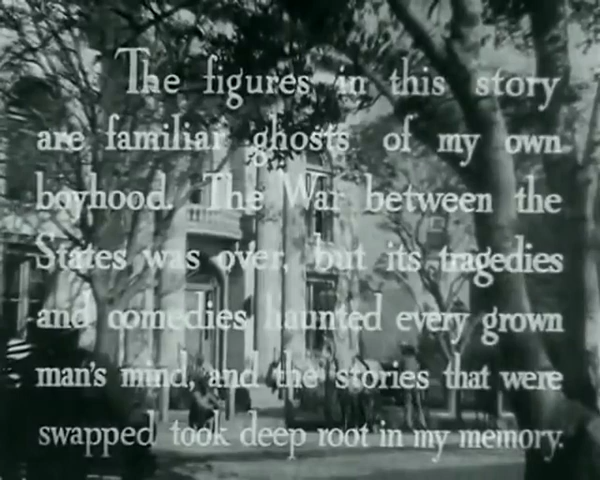 The figures in this story
are familiar ghosts of my own
boyhood. The War between the
States was over, but its tragedies
and comedies haunted every grown
man's mind, and the stories that were
swapped took deep root in my memory.